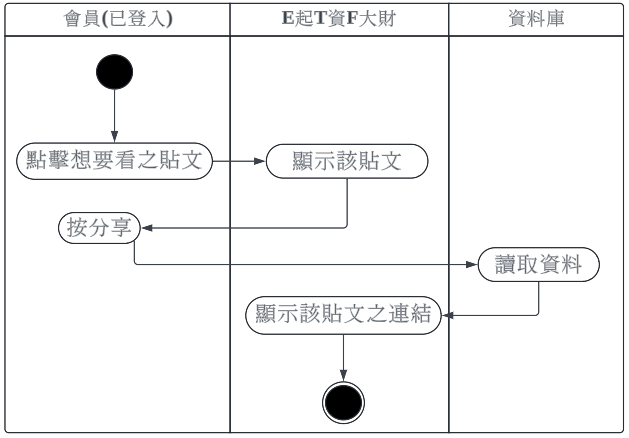 會員(已登入)
E起T資F大財
資料庫
點擊想要看之貼文
顯示該貼文
按分享
讀取資料
顯示該貼文之連結